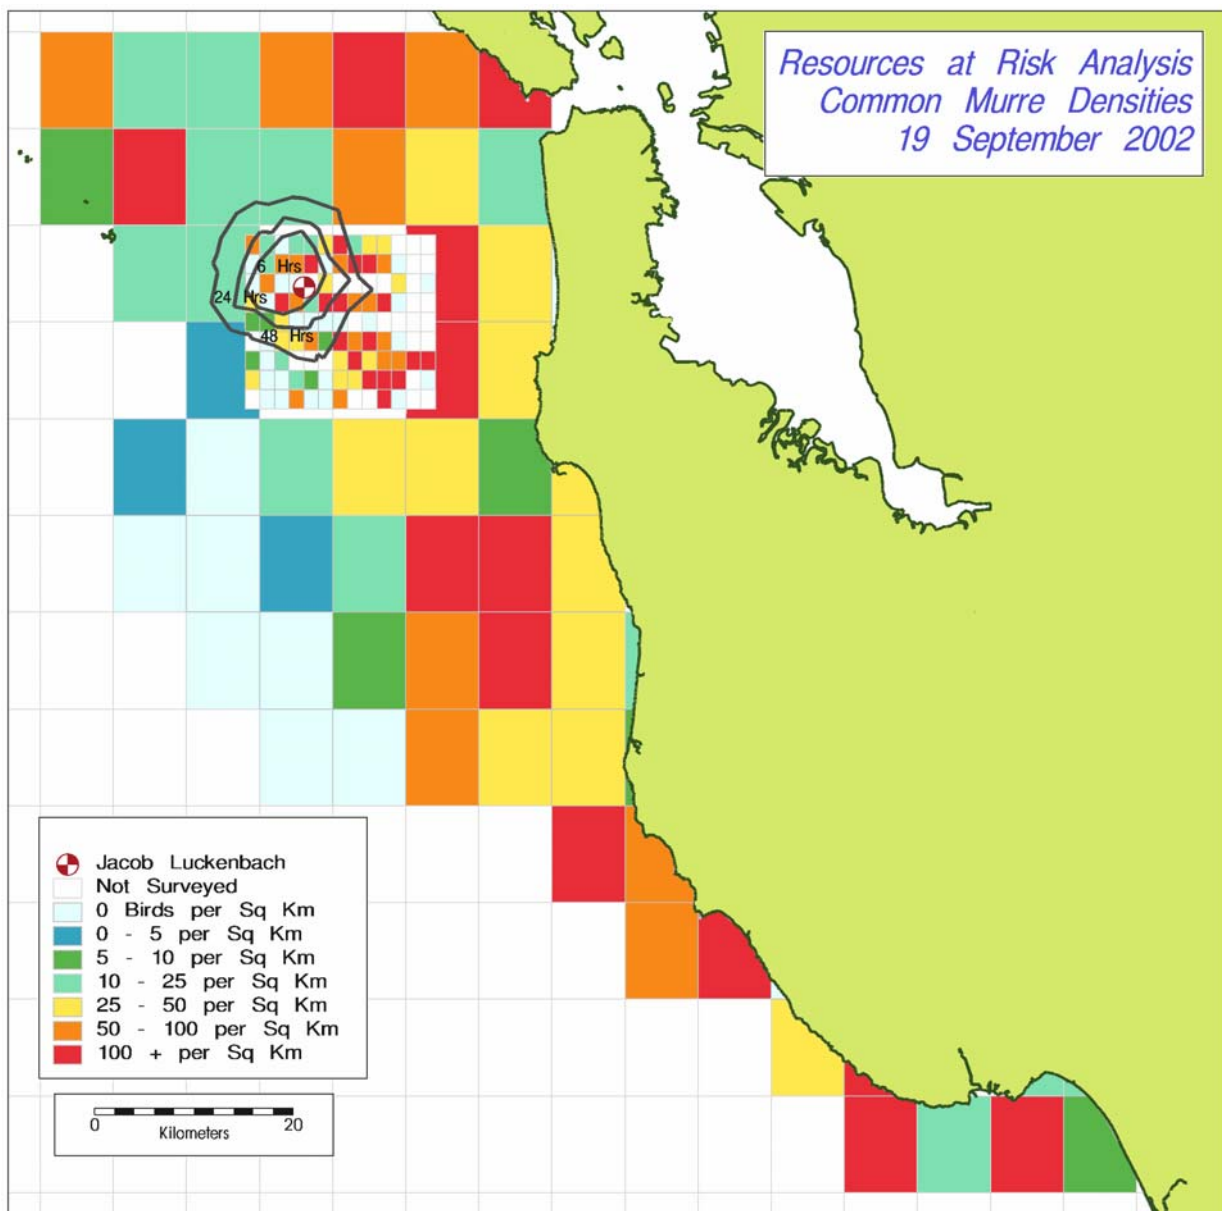 Resources at Risk Analysis
Common Murre Densities
19 September 2002
6 Hrs
24 Hrs
48 Hrs
Jacob Luckenbach
Not Surveyed
0 Birds per Sq Km
0 - 5 per Sq Km
5 - 10 per Sq Km
10 - 25 per Sq Km
25 - 50 per Sq Km
50 - 100 per Sq Km
100 + per Sq Km
0 20
Kilometers